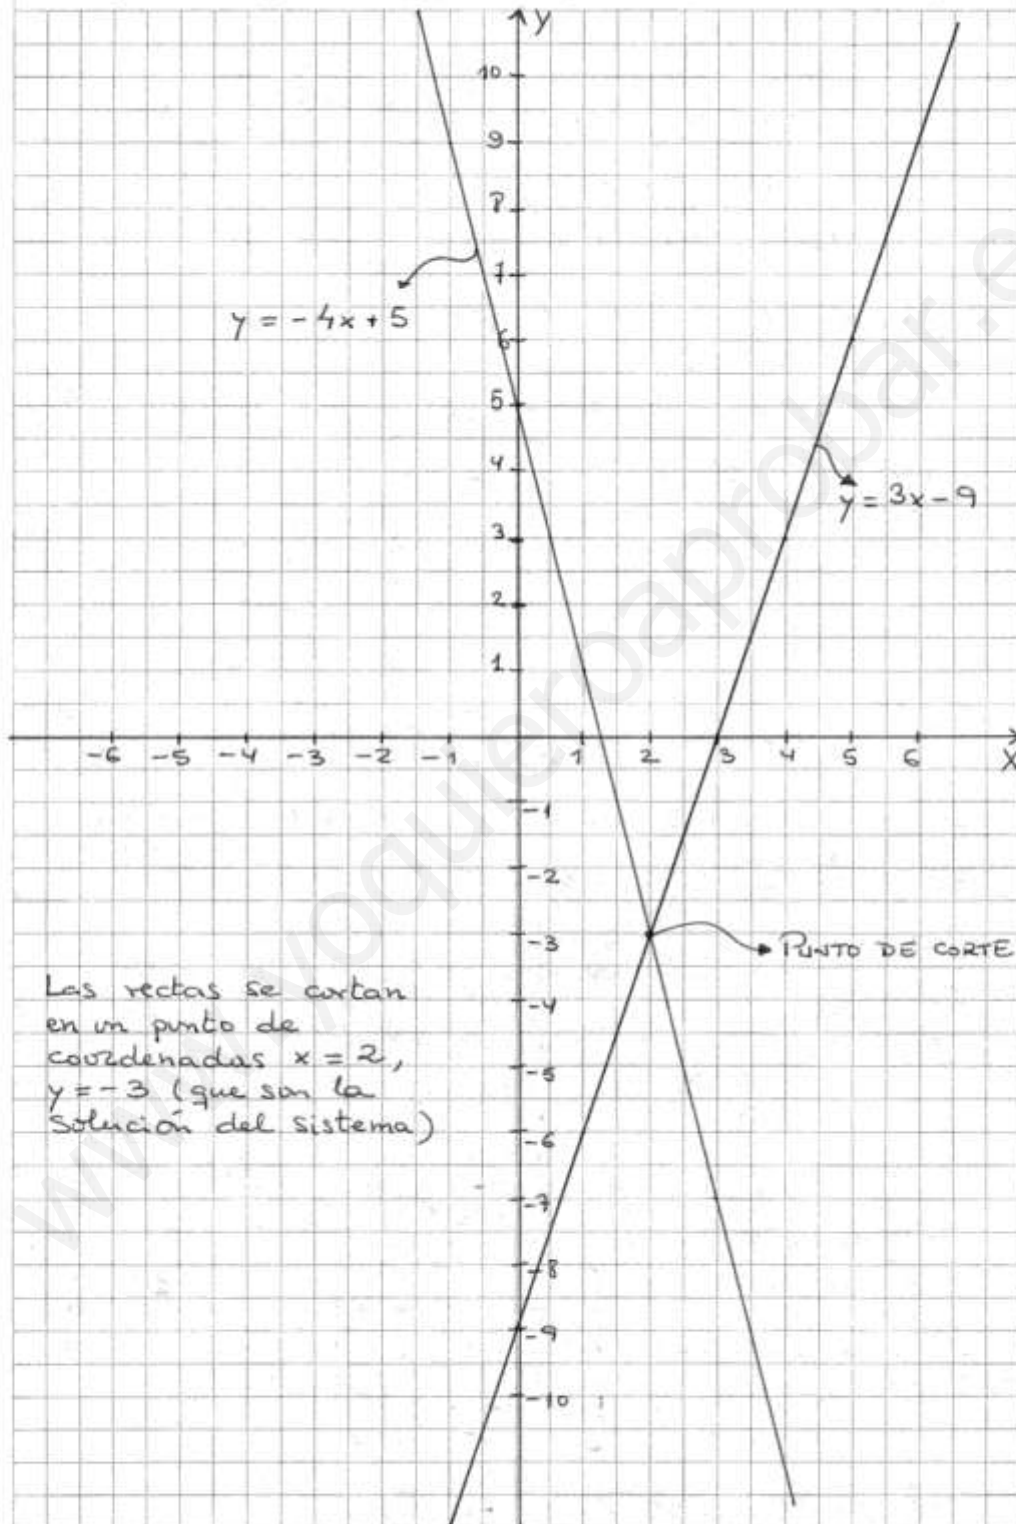 y
10
9
8
7
y = -4x + 5
6
5
4
y = 3x - 9
3
2
1
-6 -5 -4 -3 -2 -1 1 2 3 4 5 6 X
-1
-2
-3
PUNTO DE CORTE
Las rectas se cortan
en un punto de
coordenadas x = 2,
y = -3 (que son la
solución del sistema)
-4
-5
-6
-7
-8
-9
-10
www.yoquieroaprobar.e